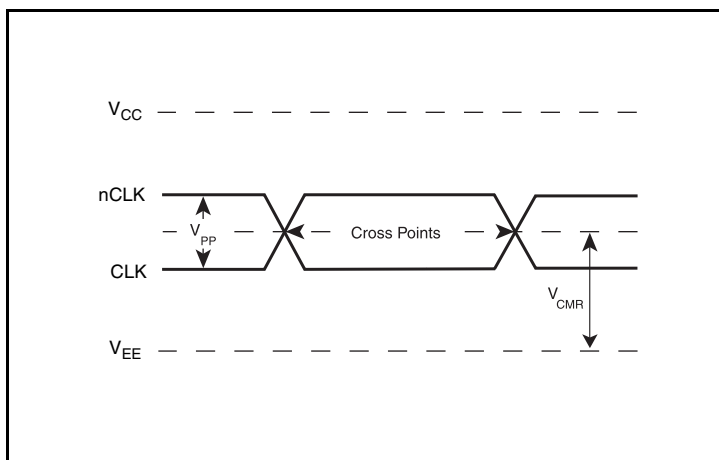 VCC
nCLK
VPP
Cross Points
CLK
VCMR
VEE